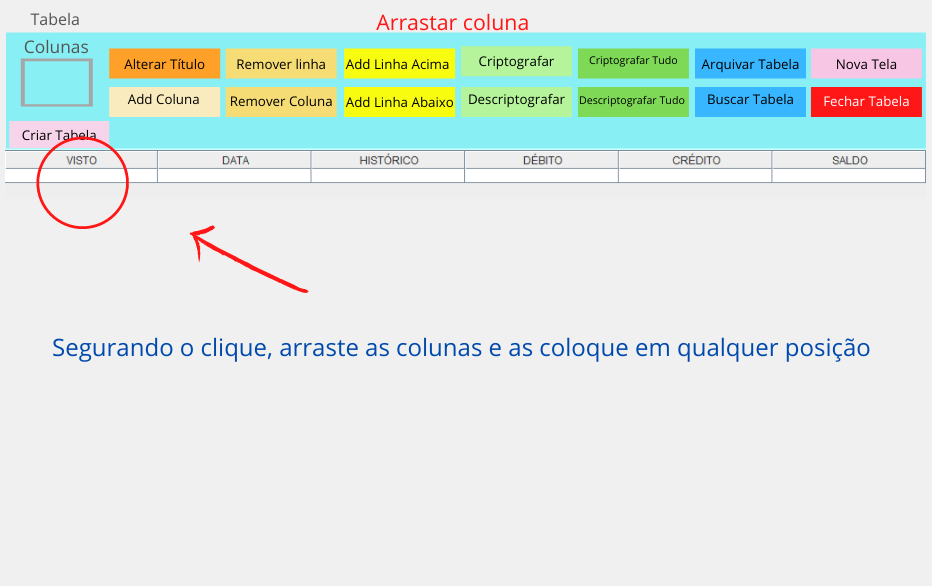 Tabela
Arrastar coluna
Colunas
Alterar Título
Remover linha
Add Linha Acima
Criptografar
Criptografar Tudo
Arquivar Tabela
Nova Tela
Add Coluna
Remover Coluna
Add Linha Abaixo
Descriptografar
Descriptografar Tudo
Buscar Tabela
Fechar Tabela
Criar Tabela
VISTO DATA HISTÓRICO DÉBITO CRÉDITO SALDO
Segurando o clique, arraste as colunas e as coloque em qualquer posição